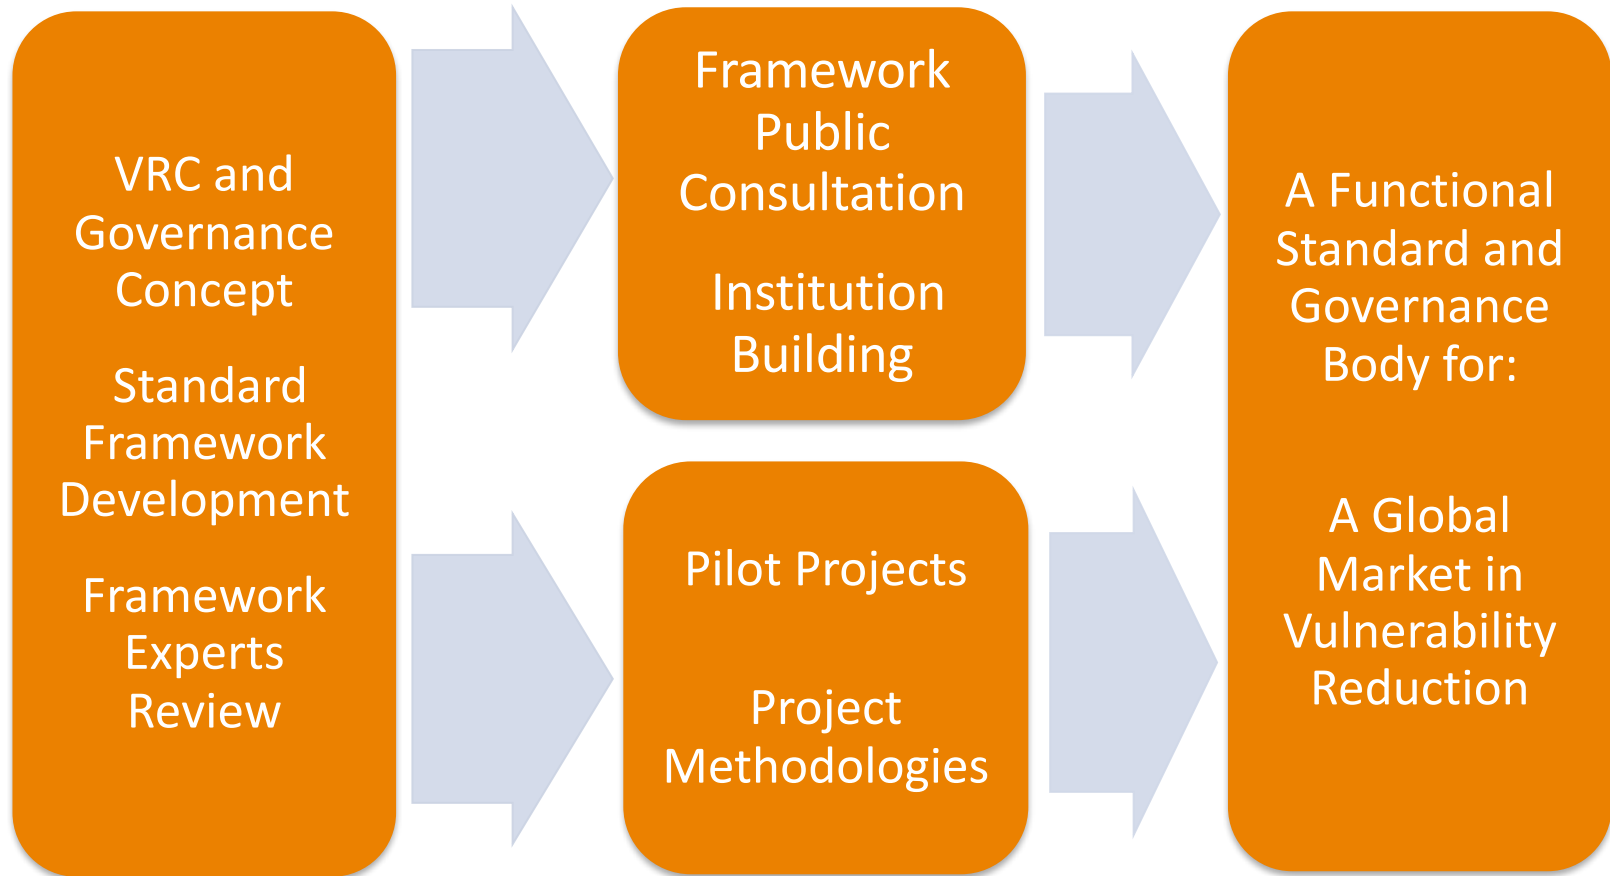 VRC and
Governance
Concept
Standard
Framework
Development
Framework
Experts
Review
Framework
Public
Consultation
Institution
Building
Pilot Projects
Project
Methodologies
A Functional
Standard and
Governance
Body for:
A Global
Market in
Vulnerability
Reduction